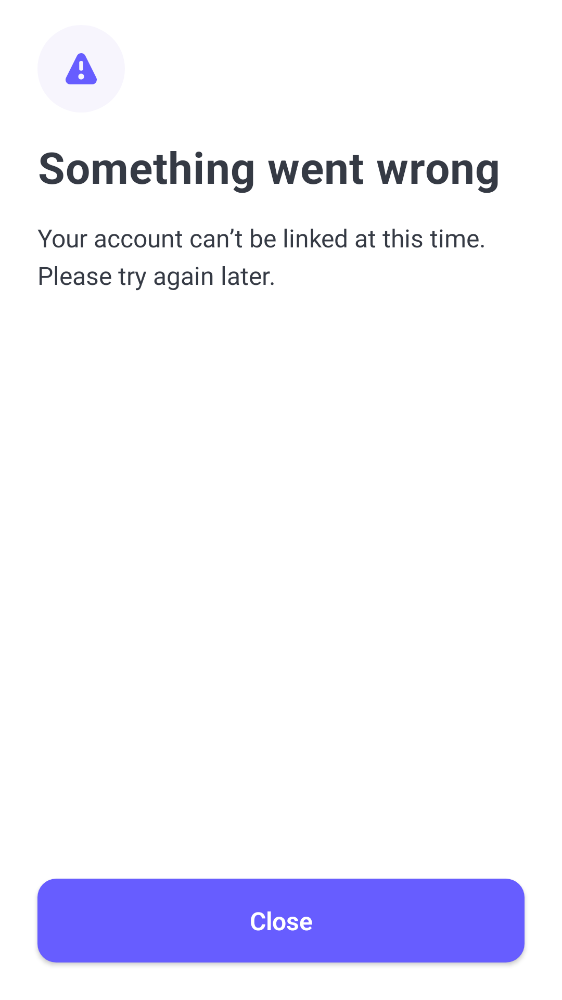 Something went wrong
Your account can’t be linked at this time.
Please try again later.
Close